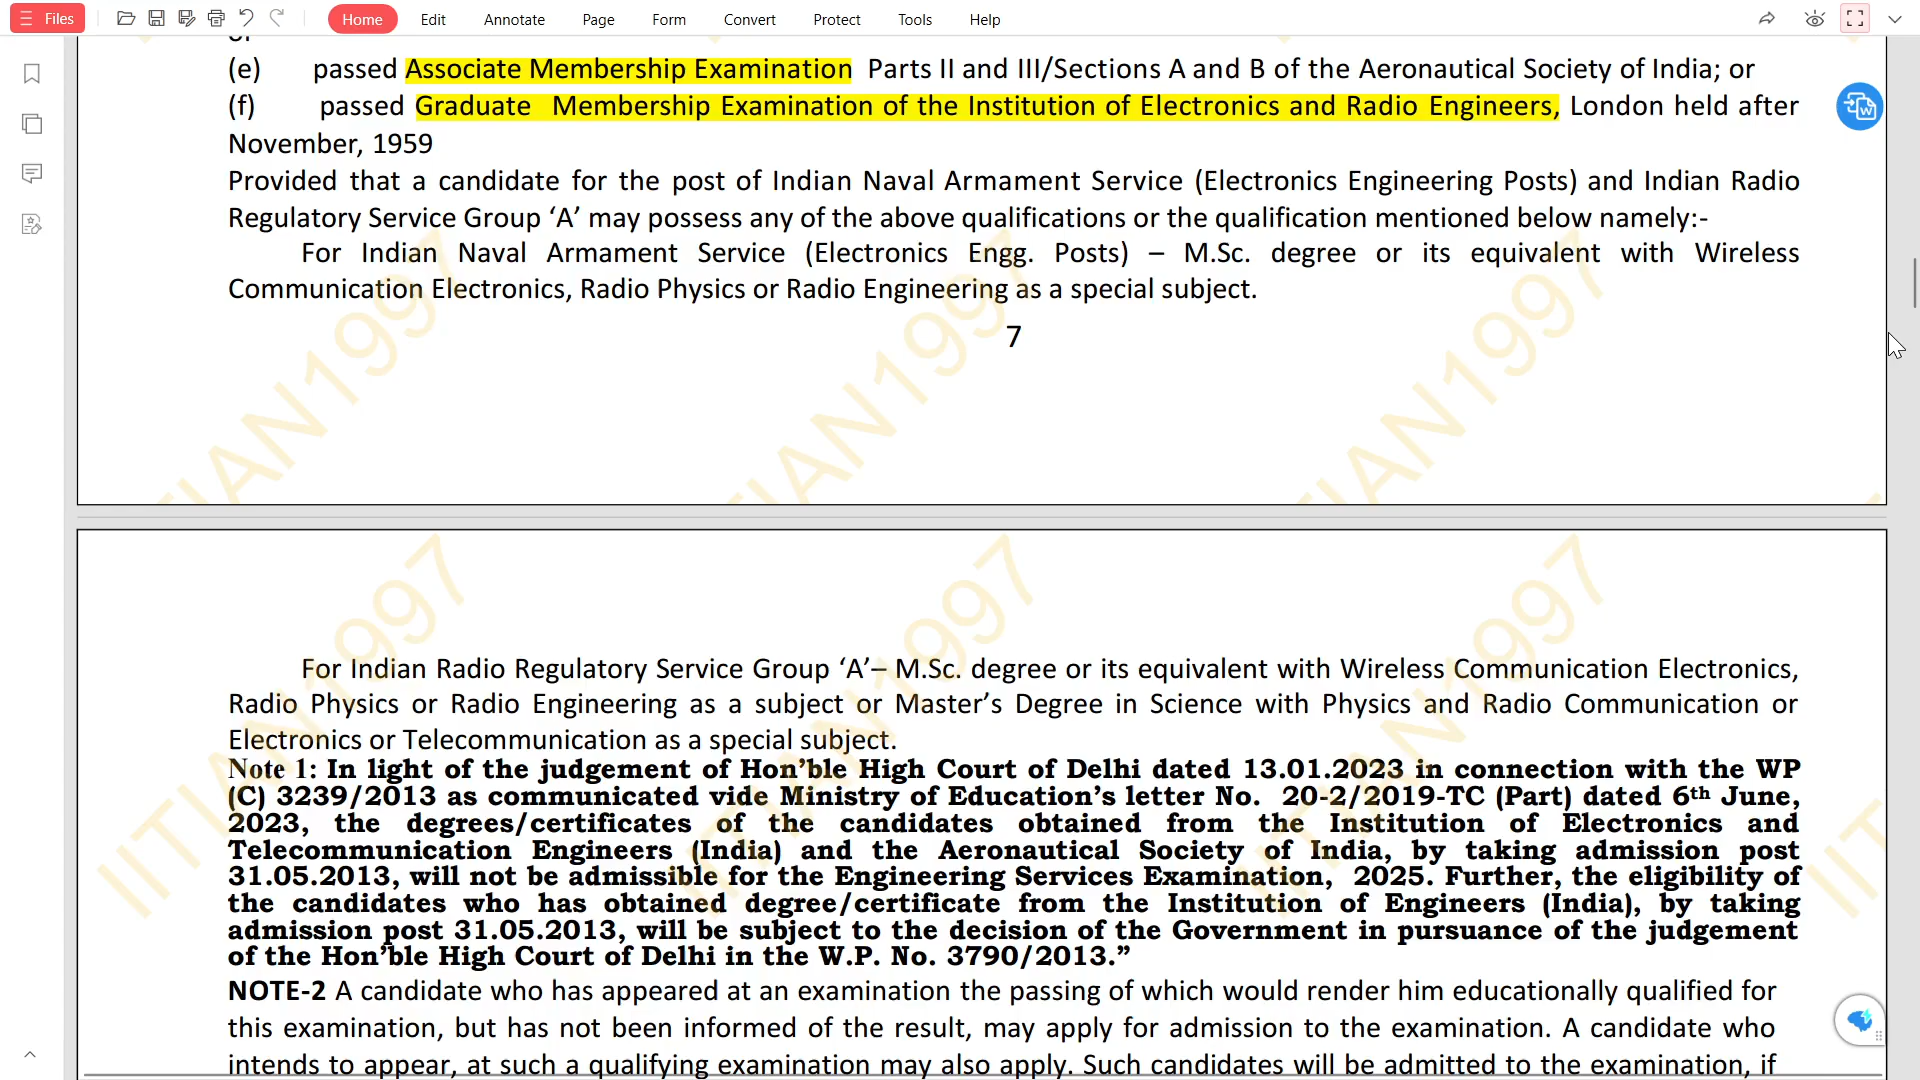 Files
Home Edit Annotate Page Form Convert Protect Tools Help
or
(e) passed Associate Membership Examination Parts II and III/Sections A and B of the Aeronautical Society of India; or
(f) passed Graduate Membership Examination of the Institution of Electronics and Radio Engineers, London held after
November, 1959
Provided that a candidate for the post of Indian Naval Armament Service (Electronics Engineering Posts) and Indian Radio
Regulatory Service Group ‘A’ may possess any of the above qualifications or the qualification mentioned below namely:-
For Indian Naval Armament Service (Electronics Engg. Posts) – M.Sc. degree or its equivalent with Wireless
Communication Electronics, Radio Physics or Radio Engineering as a special subject.
7
IITIAN1997 IITIAN1997 IITIAN1997
For Indian Radio Regulatory Service Group ‘A’– M.Sc. degree or its equivalent with Wireless Communication Electronics,
Radio Physics or Radio Engineering as a subject or Master’s Degree in Science with Physics and Radio Communication or
Electronics or Telecommunication as a special subject.
Note 1: In light of the judgement of Hon’ble High Court of Delhi dated 13.01.2023 in connection with the WP
(C) 3239/2013 as communicated vide Ministry of Education’s letter No. 20-2/2019-TC (Part) dated 6th June,
2023, the degrees/certificates of the candidates obtained from the Institution of Electronics and
Telecommunication Engineers (India) and the Aeronautical Society of India, by taking admission post
31.05.2013, will not be admissible for the Engineering Services Examination, 2025. Further, the eligibility of
the candidates who has obtained degree/certificate from the Institution of Engineers (India), by taking
admission post 31.05.2013, will be subject to the decision of the Government in pursuance of the judgement
of the Hon’ble High Court of Delhi in the W.P. No. 3790/2013.”
NOTE-2 A candidate who has appeared at an examination the passing of which would render him educationally qualified for
this examination, but has not been informed of the result, may apply for admission to the examination. A candidate who
intends to appear, at such a qualifying examination may also apply. Such candidates will be admitted to the examination, if